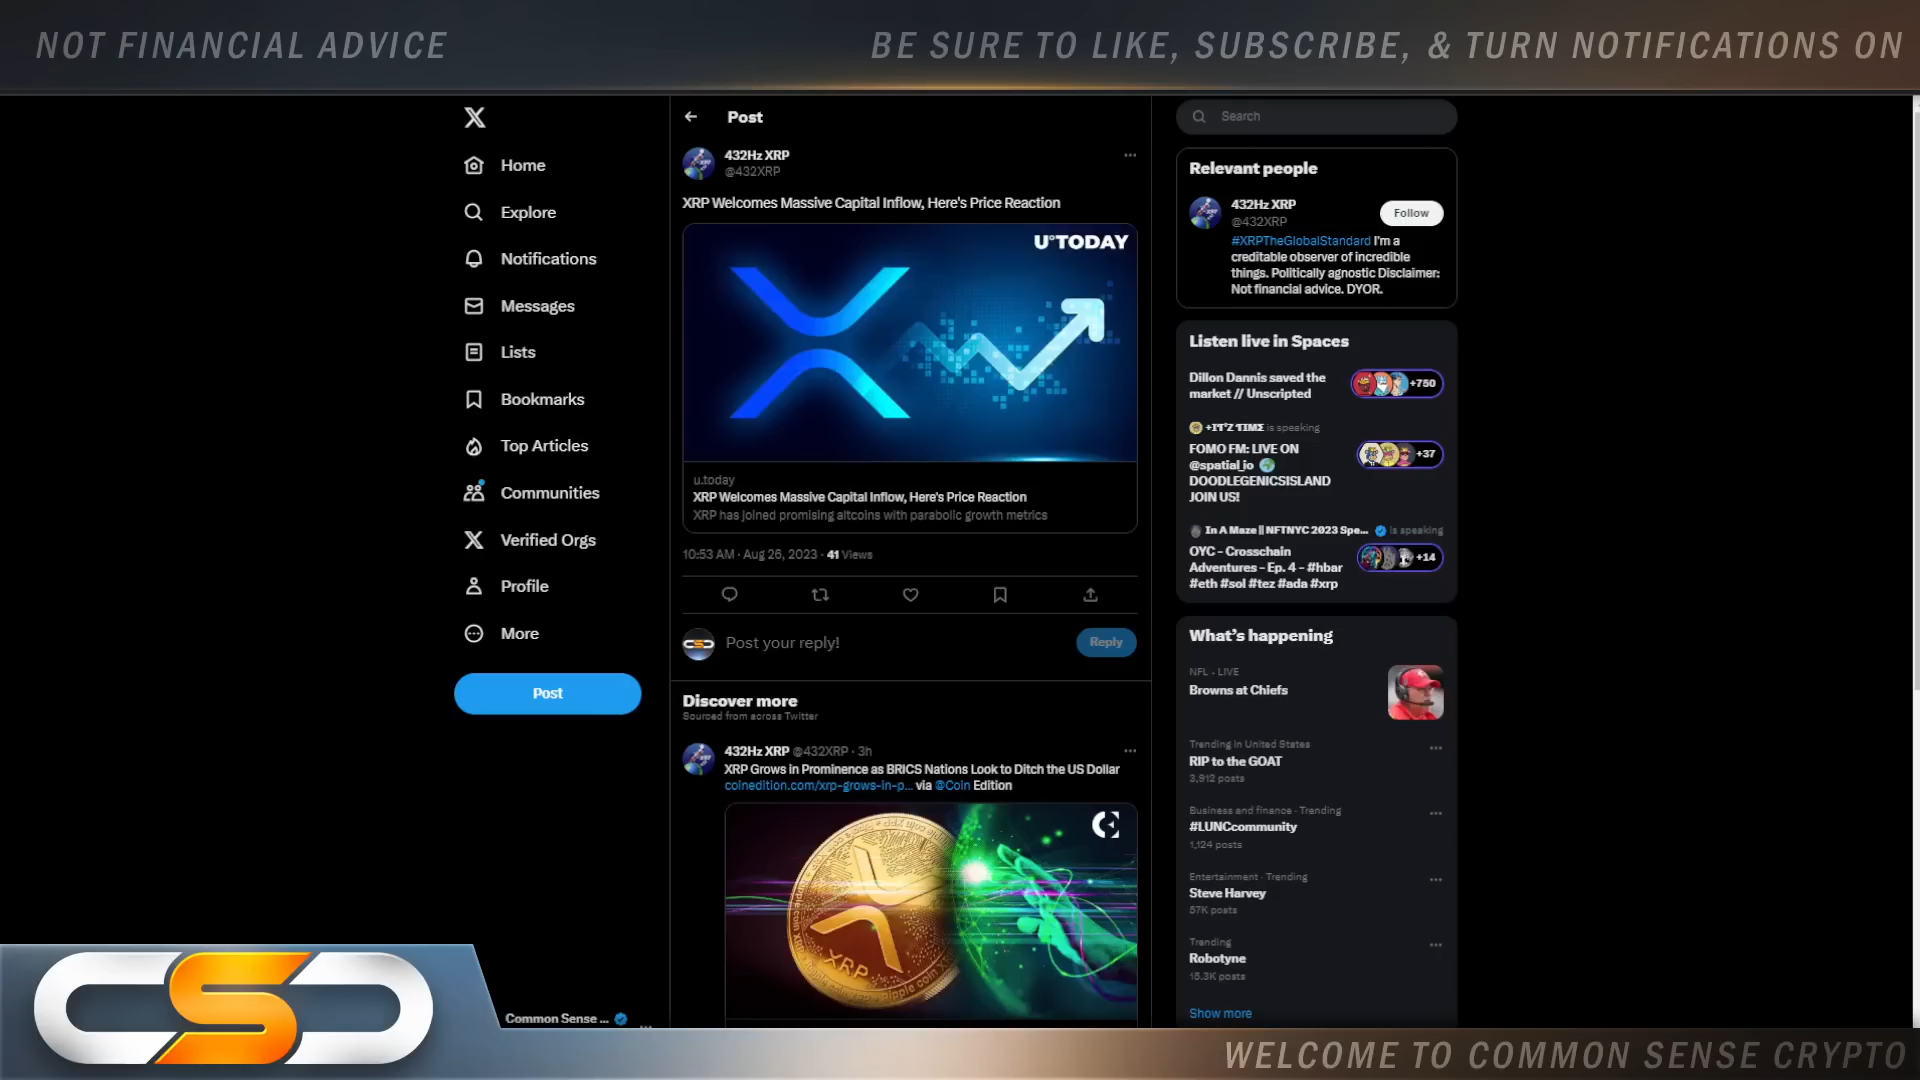 NOT FINANCIAL ADVICE
BE SURE TO LIKE, SUBSCRIBE, & TURN NOTIFICATIONS ON
Home
Explore
Notifications
Messages
Lists
Bookmarks
Top Articles
Communities
Verified Orgs
Profile
More
Post
Common Sense ...
Post
432Hz XRP
@432XRP
XRP Welcomes Massive Capital Inflow, Here's Price Reaction
U°TODAY
u.today
XRP Welcomes Massive Capital Inflow, Here's Price Reaction
XRP has joined promising altcoins with parabolic growth metrics
10:53 AM · Aug 26, 2023 · 41 Views
Post your reply!
Reply
Discover more
Sourced from across Twitter
432Hz XRP @432XRP · 3h
XRP Grows in Prominence as BRICS Nations Look to Ditch the US Dollar
coinedition.com/xrp-grows-in-p... via @Coin Edition
XRP
Search
Relevant people
432Hz XRP
@432XRP
Follow
#XRPTheGlobalStandard I'm a
creditable observer of incredible
things. Politically agnostic Disclaimer:
Not financial advice. DYOR.
Listen live in Spaces
Dillon Dannis saved the
market // Unscripted
+750
+IT'Z TIME is speaking
FOMO FM: LIVE ON
@spatial_io
DOODLEGENICSISLAND
JOIN US!
+37
In A Maze || NFTNYC 2023 Spe... is speaking
OYC - Crosschain
Adventures - Ep. 4 - #hbar
#eth #sol #tez #ada #xrp
+14
What's happening
NFL · LIVE
Browns at Chiefs
Trending in United States
RIP to the GOAT
3,912 posts
Business and finance · Trending
#LUNCcommunity
1,124 posts
Entertainment · Trending
Steve Harvey
57K posts
Trending
Robotyne
15.3K posts
Show more
CSC
WELCOME TO COMMON SENSE CRYPTO